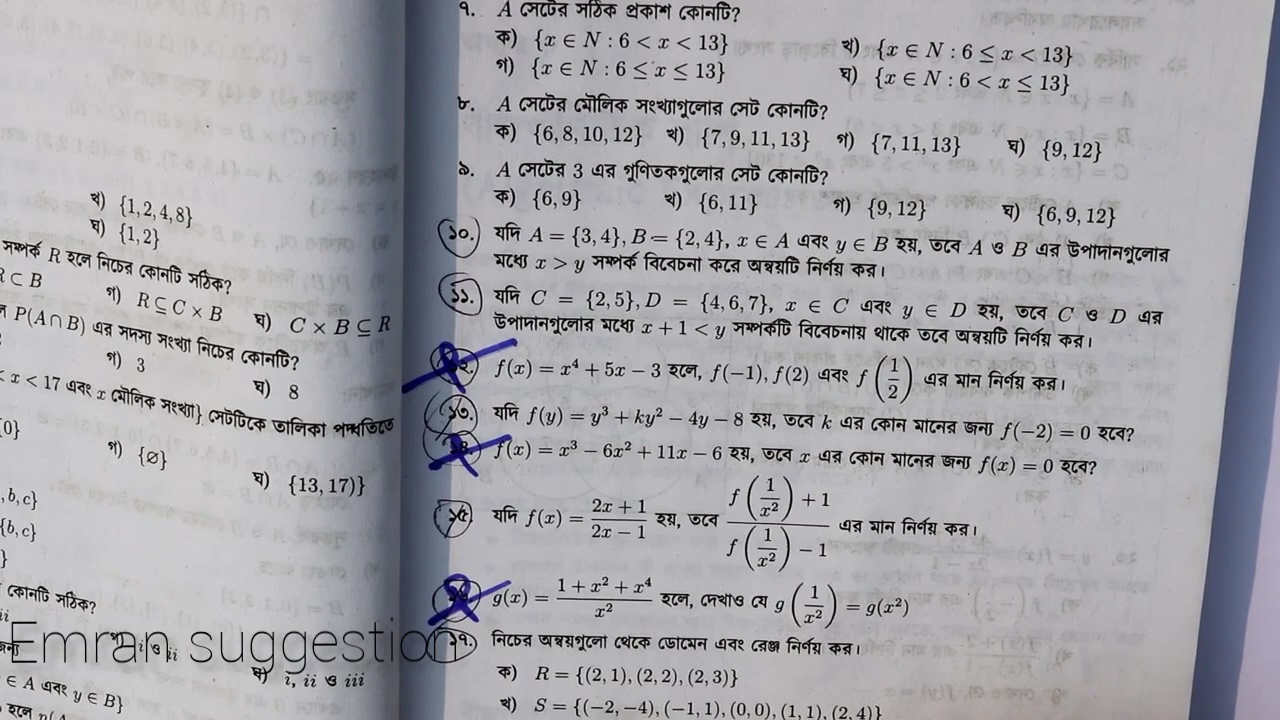 খ) {1, 2, 4, 8}
ঘ) {1, 2}
সম্পর্ক R হলে নিচের কোনটি সঠিক?
⊂ B
গ) R ⊆ C × B
ঘ) C × B ⊆ R
P(A∩B) এর সদস্য সংখ্যা নিচের কোনটি?
গ) 3
ঘ) 8
< x < 17 এবং x মৌলিক সংখ্যা} সেটটিকে তালিকা পদ্ধতিতে
{0}
গ) {∅}
ঘ) {13, 17)}
, b, c}
{b, c}
}
কোনটি সঠিক?
ii
ও ii
ঘ) i, ii ও iii
∈ A এবং y ∈ B}
হলে
৭. A সেটের সঠিক প্রকাশ কোনটি?
ক) {x ∈ N : 6 < x < 13} খ) {x ∈ N : 6 ≤ x < 13}
গ) {x ∈ N : 6 ≤ x ≤ 13} ঘ) {x ∈ N : 6 < x ≤ 13}
৮. A সেটের মৌলিক সংখ্যাগুলোর সেট কোনটি?
ক) {6, 8, 10, 12} খ) {7, 9, 11, 13} গ) {7, 11, 13} ঘ) {9, 12}
৯. A সেটের 3 এর গুণিতকগুলোর সেট কোনটি?
ক) {6, 9} খ) {6, 11} গ) {9, 12} ঘ) {6, 9, 12}
১০. যদি A = {3, 4}, B = {2, 4}, x ∈ A এবং y ∈ B হয়, তবে A ও B এর উপাদানগুলোর
মধ্যে x > y সম্পর্ক বিবেচনা করে অন্বয়টি নির্ণয় কর।
১১. যদি C = {2, 5}, D = {4, 6, 7}, x ∈ C এবং y ∈ D হয়, তবে C ও D এর
উপাদানগুলোর মধ্যে x + 1 < y সম্পর্কটি বিবেচনায় থাকে তবে অন্বয়টি নির্ণয় কর।
f(x) = x⁴ + 5x − 3 হলে, f(−1), f(2) এবং f(1/2) এর মান নির্ণয় কর।
১৩. যদি f(y) = y³ + ky² − 4y − 8 হয়, তবে k এর কোন মানের জন্য f(−2) = 0 হবে?
f(x) = x³ − 6x² + 11x − 6 হয়, তবে x এর কোন মানের জন্য f(x) = 0 হবে?
১৫. যদি f(x) = (2x + 1)/(2x − 1) হয়, তবে (f(1/x²) + 1)/(f(1/x²) − 1) এর মান নির্ণয় কর।
g(x) = (1 + x² + x⁴)/x² হলে, দেখাও যে g(1/x²) = g(x²)
১৭. নিচের অন্বয়গুলো থেকে ডোমেন এবং রেঞ্জ নির্ণয় কর।
ক) R = {(2, 1), (2, 2), (2, 3)}
খ) S = {(−2, −4), (−1, 1), (0, 0), (1, 1), (2, 4)}
Emran suggestion